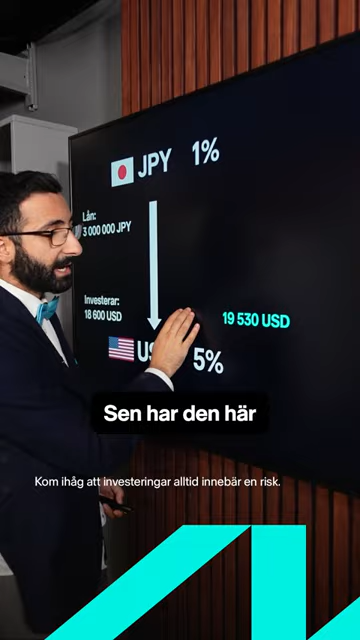 JPY 1%
Lån:
3 000 000 JPY
Investerar:
18 600 USD
19 530 USD
5%
Sen har den här
Kom ihåg att investeringar alltid innebär en risk.